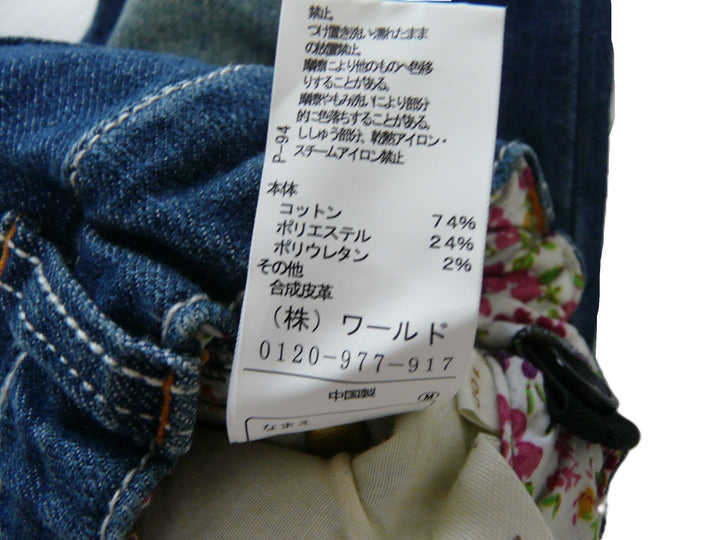 禁止。
つけ置き洗い・濡れたまま
の放置禁止。
摩擦により他のものへ色移
りすることがある。
摩擦やもみ洗いにより部分
的に色落ちすることがある。
ししゅう部分、乾熱アイロン・
スチームアイロン禁止
P-94
本体
コットン 74%
ポリエステル 24%
ポリウレタン 2%
その他
合成皮革
(株) ワールド
0120-977-917
中国製 M
なまえ